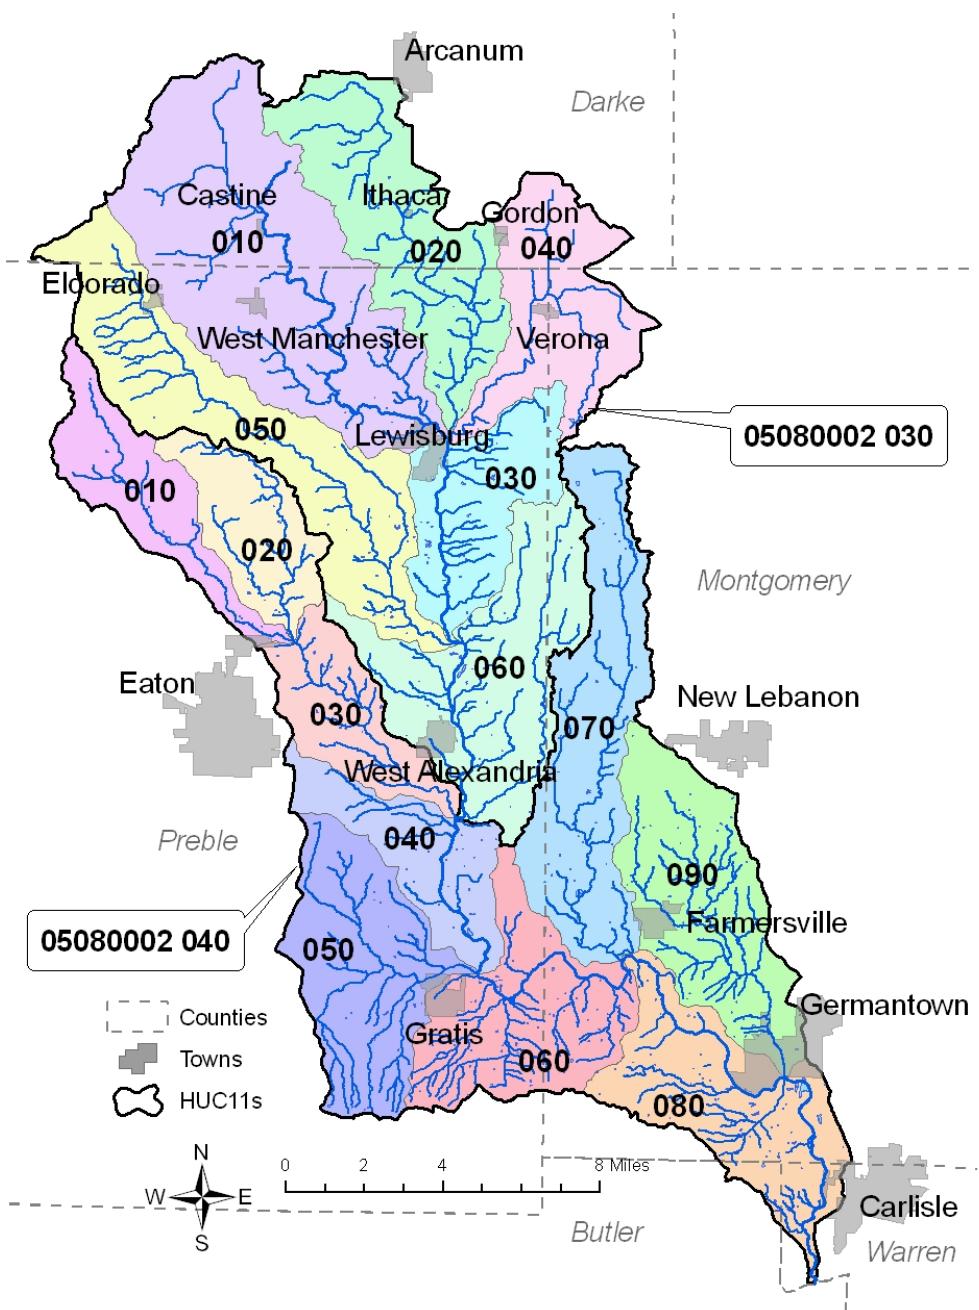 Arcanum
Darke
Castine
Ithaca
Gordon
010
020
040
Eldorado
West Manchester
Verona
050
Lewisburg
05080002 030
010
030
020
Montgomery
060
Eaton
New Lebanon
030
070
West Alexandria
Preble
040
090
Farmersville
05080002 040
050
Counties
Germantown
Towns
Gratis
060
HUC11s
080
N
W
E
S
0 2 4 8 Miles
Carlisle
Butler
Warren